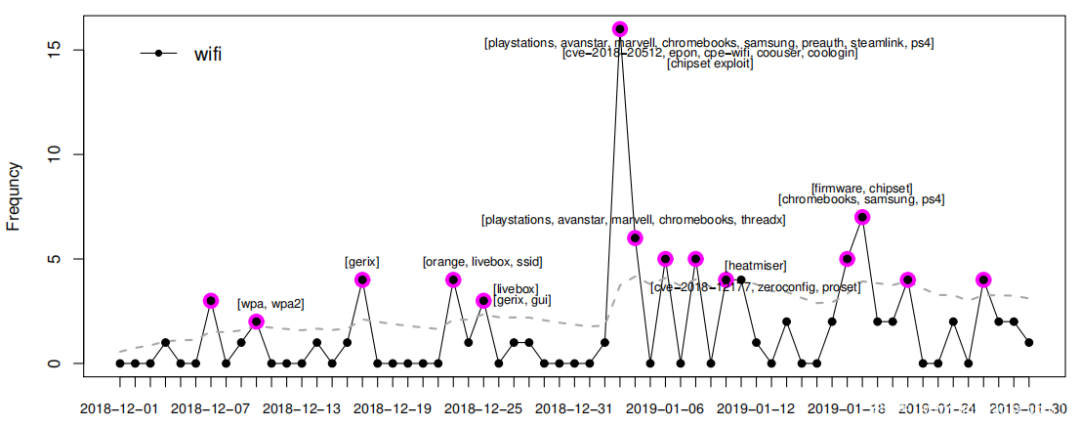 wifi
Frequncy
15
10
5
0
[playstations, avanstar, marvell, chromebooks, samsung, preauth, steamlink, ps4]
[cve-2018-20512, epon, cpe-wifi, coouser, coologin]
[chipset exploit]
[firmware, chipset]
[chromebooks, samsung, ps4]
[playstations, avanstar, marvell, chromebooks, threadx]
[gerix]
[orange, livebox, ssid]
[heatmiser]
[livebox]
[cve-2018-12177, zeroconfig, proset]
[wpa, wpa2]
[gerix, gui]
2018-12-01 2018-12-07 2018-12-13 2018-12-19 2018-12-25 2018-12-31 2019-01-06 2019-01-12 2019-01-18 2019-01-24 2019-01-30